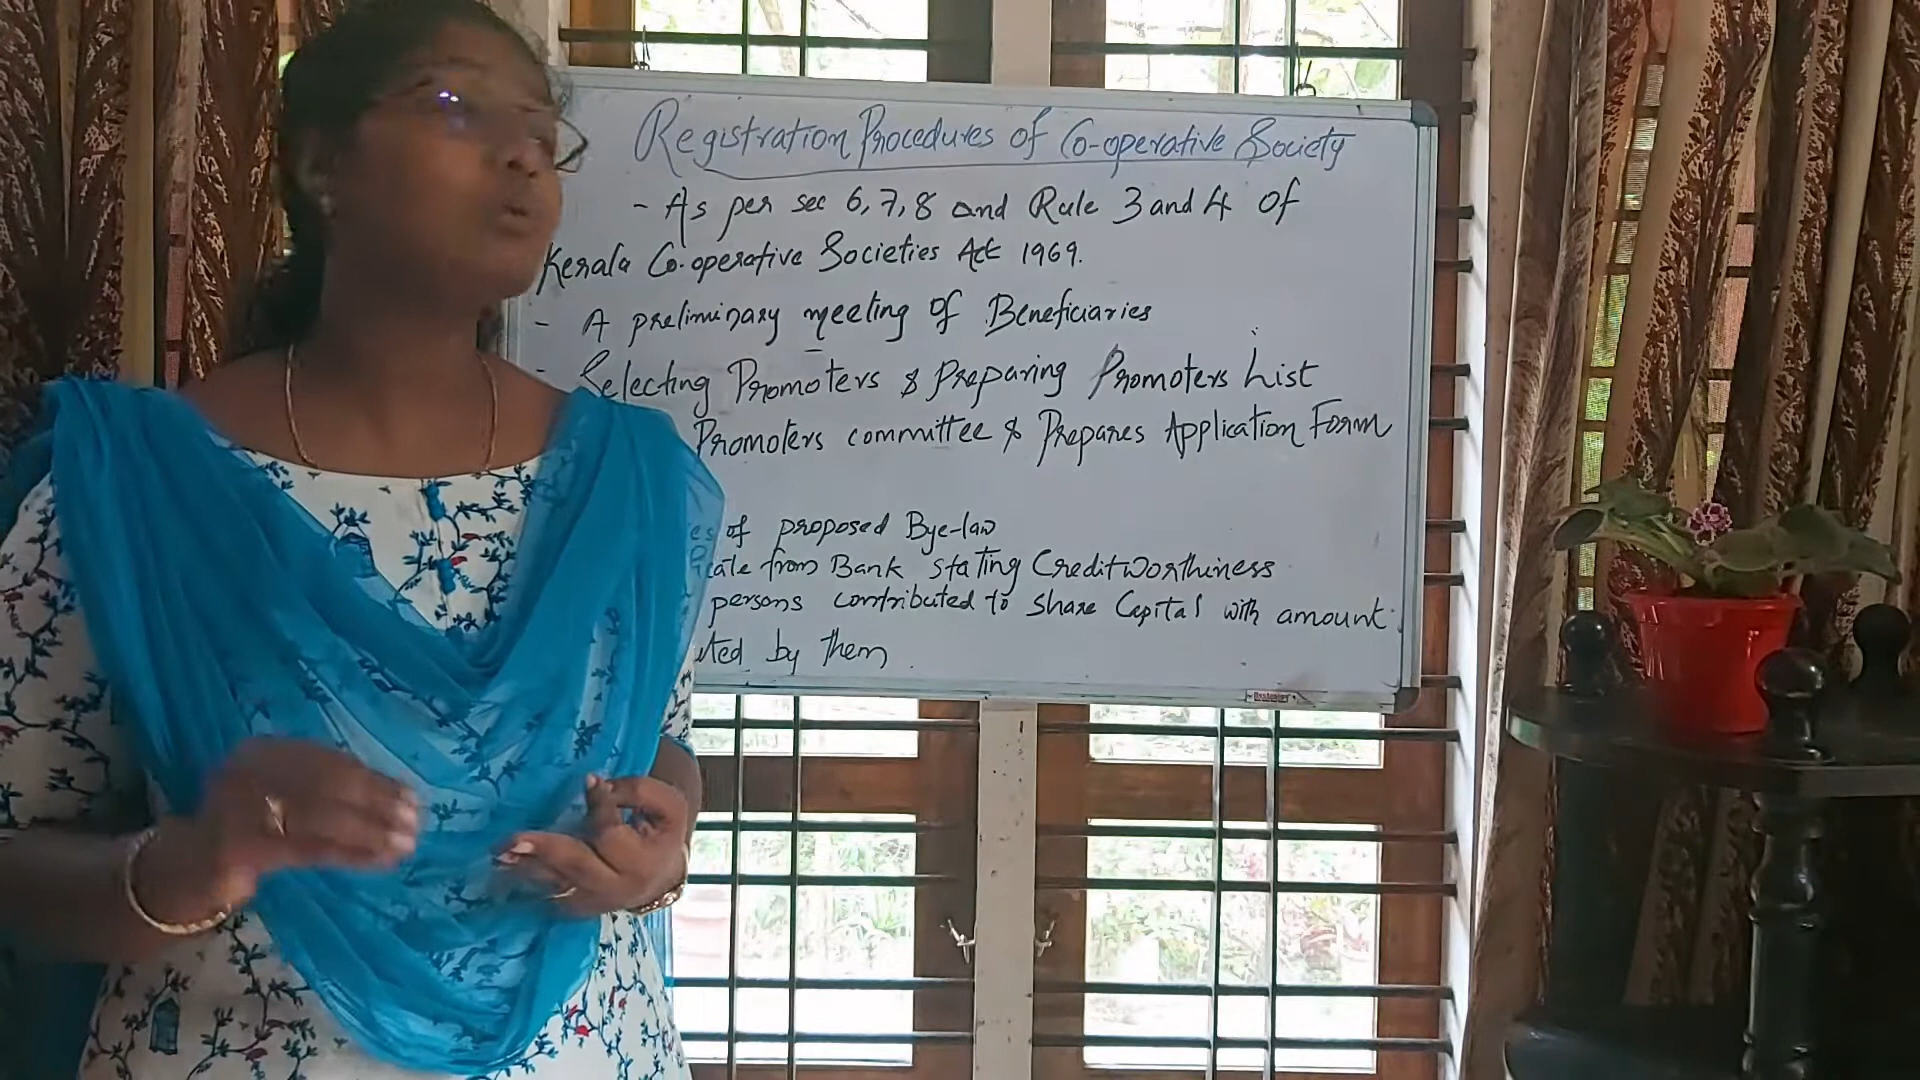 Registration Procedures of Co-operative Society
- As per sec 6, 7, 8 and Rule 3 and 4 of
Kerala Co-operative Societies Act 1969.
- A preliminary meeting of Beneficiaries
- Selecting Promoters & Preparing Promoters List
Promoters committee & Prepares Application Form
of proposed Bye-law
from Bank stating Creditworthiness
persons contributed to Share Capital with amount
by them